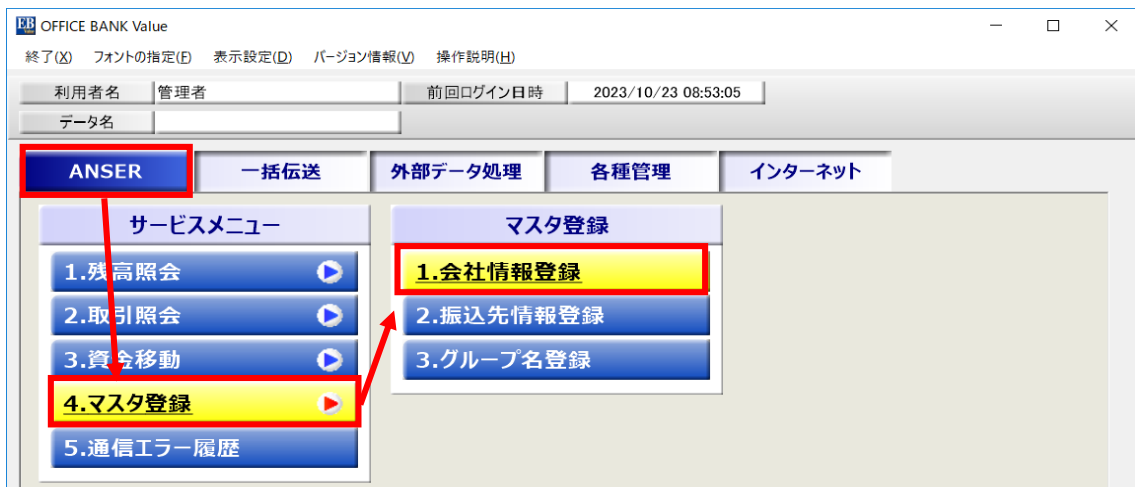 EB OFFICE BANK Value
終了(X) フォントの指定(F) 表示設定(D) バージョン情報(V) 操作説明(H)
利用者名 管理者 前回ログイン日時 2023/10/23 08:53:05
データ名
ANSER 一括伝送 外部データ処理 各種管理 インターネット
サービスメニュー
1.残高照会
2.取引照会
3.資金移動
4.マスタ登録
5.通信エラー履歴
マスタ登録
1.会社情報登録
2.振込先情報登録
3.グループ名登録